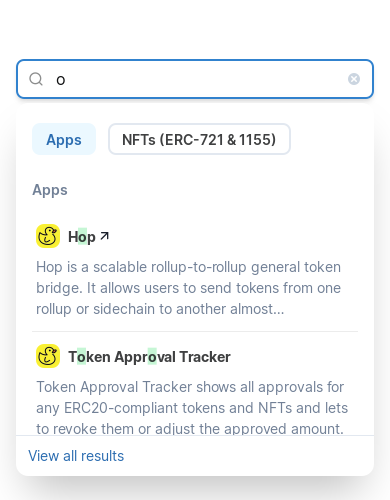 o
Apps
NFTs (ERC-721 & 1155)
Apps
Hop
Hop is a scalable rollup-to-rollup general token
bridge. It allows users to send tokens from one
rollup or sidechain to another almost...
Token Approval Tracker
Token Approval Tracker shows all approvals for
any ERC20-compliant tokens and NFTs and lets
to revoke them or adjust the approved amount.
View all results